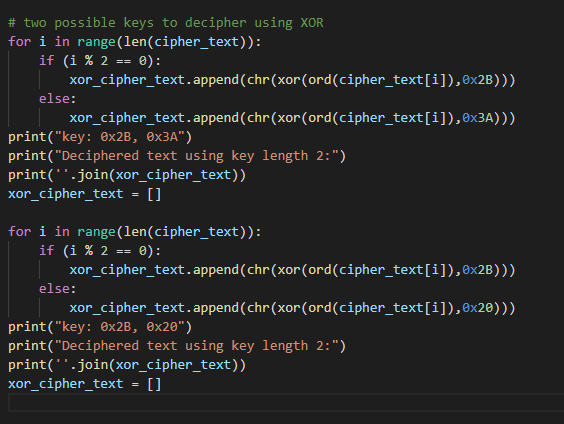 # two possible keys to decipher using XOR
for i in range(len(cipher_text)):
    if (i % 2 == 0):
        xor_cipher_text.append(chr(xor(ord(cipher_text[i]),0x2B)))
    else:
        xor_cipher_text.append(chr(xor(ord(cipher_text[i]),0x3A)))
print("key: 0x2B, 0x3A")
print("Deciphered text using key length 2:")
print(''.join(xor_cipher_text))
xor_cipher_text = []

for i in range(len(cipher_text)):
    if (i % 2 == 0):
        xor_cipher_text.append(chr(xor(ord(cipher_text[i]),0x2B)))
    else:
        xor_cipher_text.append(chr(xor(ord(cipher_text[i]),0x20)))
print("key: 0x2B, 0x20")
print("Deciphered text using key length 2:")
print(''.join(xor_cipher_text))
xor_cipher_text = []